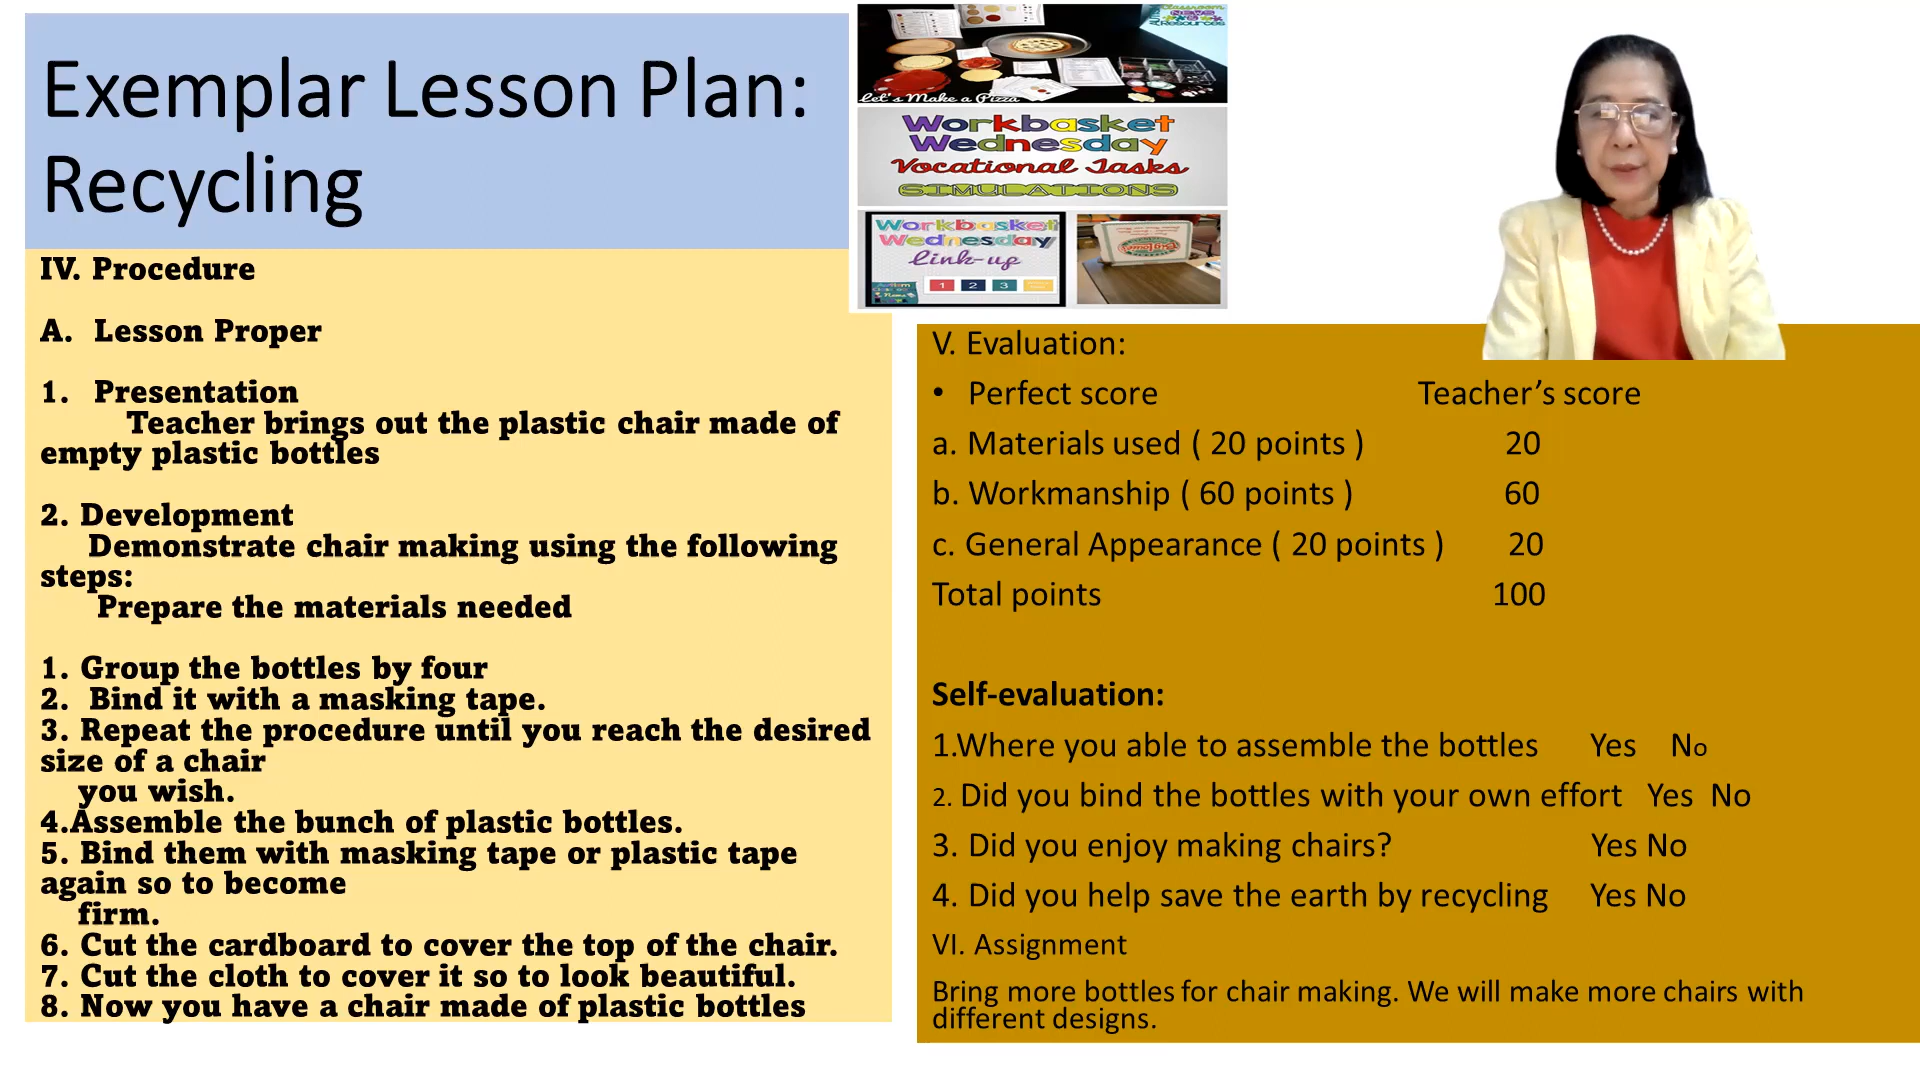 Exemplar Lesson Plan:
Recycling
IV. Procedure
A. Lesson Proper
1. Presentation
Teacher brings out the plastic chair made of
empty plastic bottles
2. Development
Demonstrate chair making using the following
steps:
Prepare the materials needed
1. Group the bottles by four
2. Bind it with a masking tape.
3. Repeat the procedure until you reach the desired
size of a chair
you wish.
4.Assemble the bunch of plastic bottles.
5. Bind them with masking tape or plastic tape
again so to become
firm.
6. Cut the cardboard to cover the top of the chair.
7. Cut the cloth to cover it so to look beautiful.
8. Now you have a chair made of plastic bottles
Let's Make a Pizza
Workbasket
Wednesday
Vocational Tasks
SIMULATIONS
Workbasket
Wednesday
Link-up
1 2 3
V. Evaluation:
• Perfect score Teacher's score
a. Materials used ( 20 points ) 20
b. Workmanship ( 60 points ) 60
c. General Appearance ( 20 points ) 20
Total points 100
Self-evaluation:
1.Where you able to assemble the bottles Yes No
2. Did you bind the bottles with your own effort Yes No
3. Did you enjoy making chairs? Yes No
4. Did you help save the earth by recycling Yes No
VI. Assignment
Bring more bottles for chair making. We will make more chairs with
different designs.